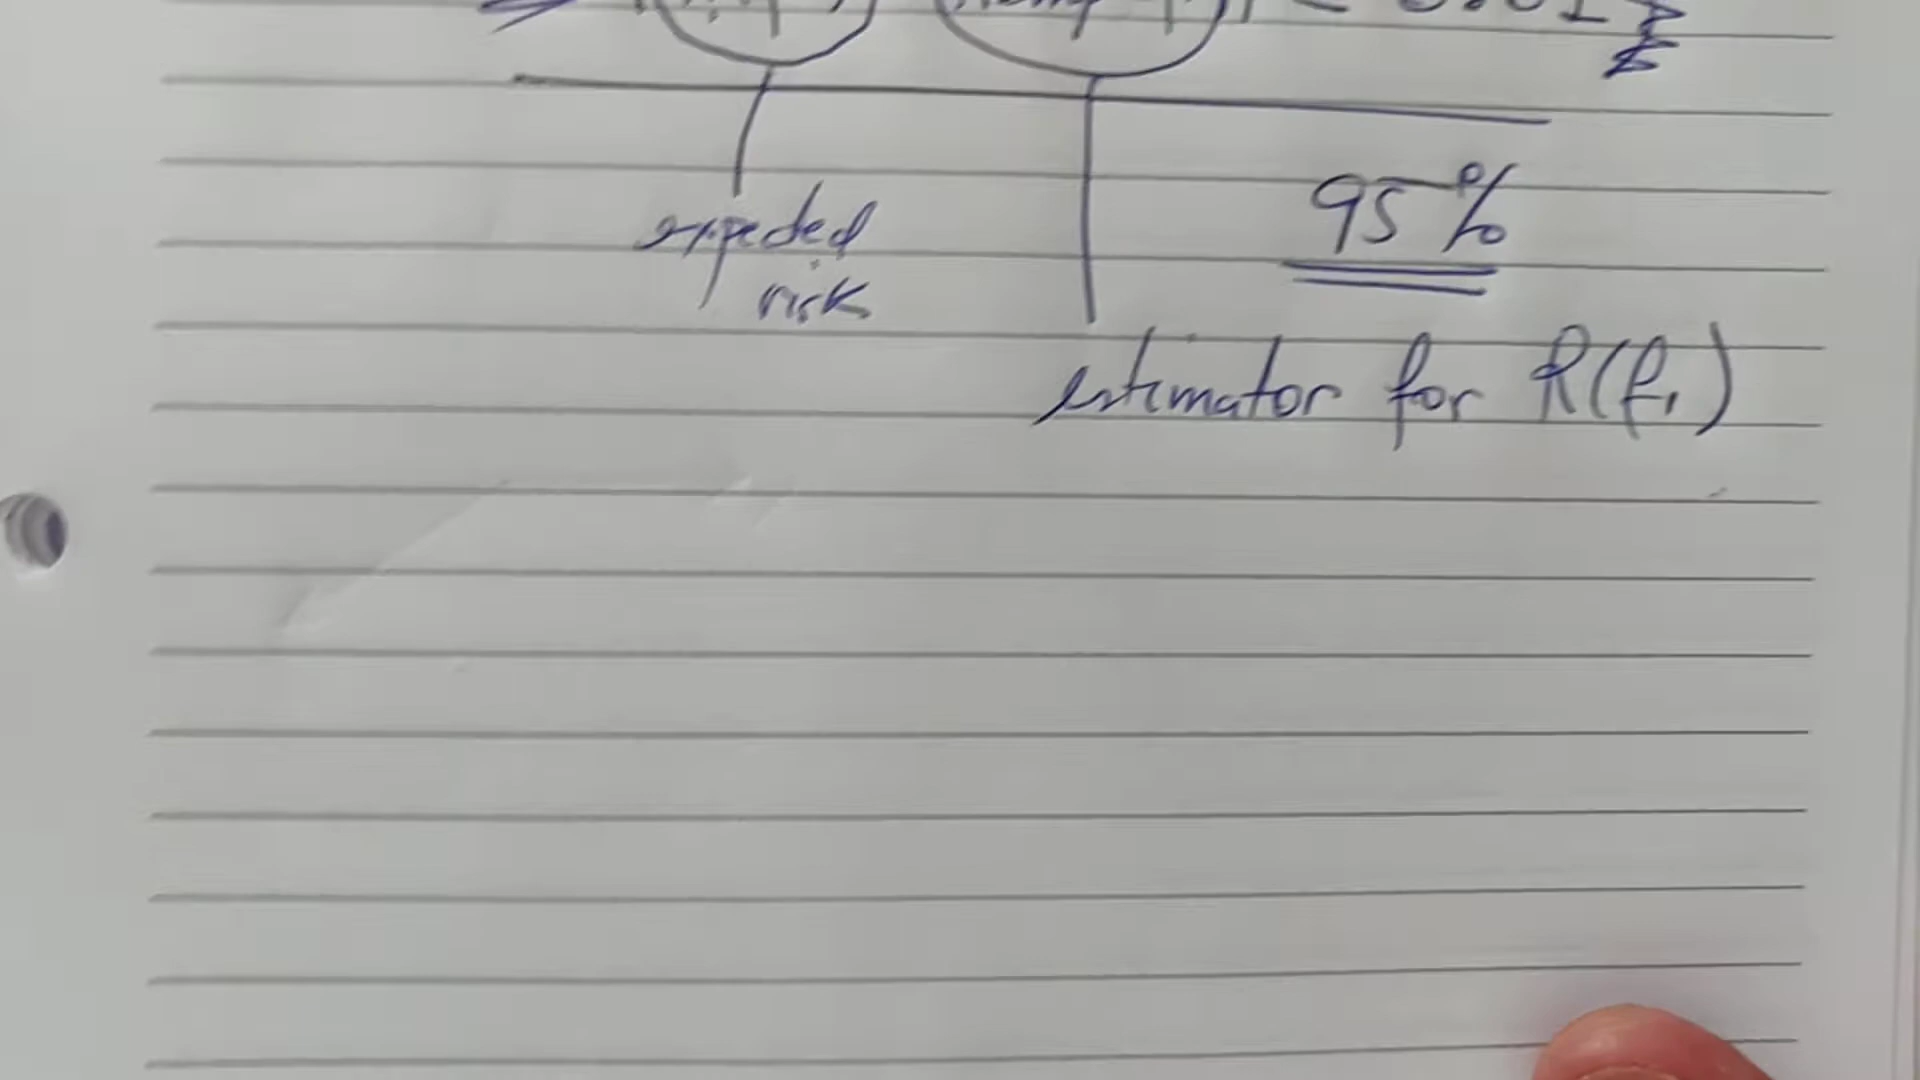 95%
expected
risk
estimator for R(f₁)